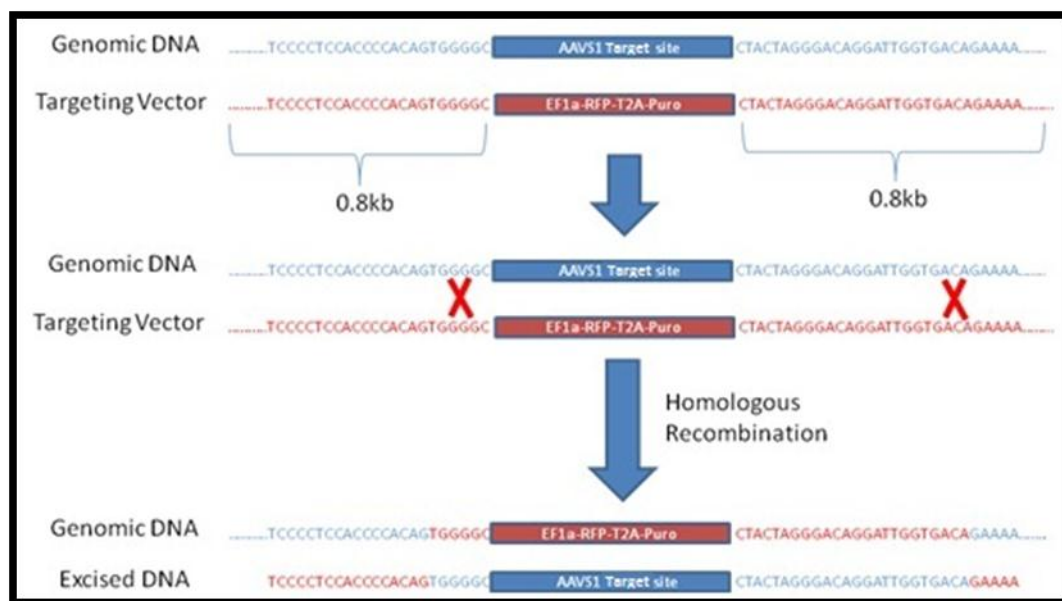 Genomic DNA ........TCCCCTCCACCCCACAGTGGGGC AAVS1 Target site CTACTAGGGACAGGATTGGTGACAGAAAA........
Targeting Vector ........TCCCCTCCACCCCACAGTGGGGC EF1a-RFP-T2A-Puro CTACTAGGGACAGGATTGGTGACAGAAAA........
0.8kb 0.8kb
Genomic DNA ........TCCCCTCCACCCCACAGTGGGGC AAVS1 Target site CTACTAGGGACAGGATTGGTGACAGAAAA........
X X
Targeting Vector ........TCCCCTCCACCCCACAGTGGGGC EF1a-RFP-T2A-Puro CTACTAGGGACAGGATTGGTGACAGAAAA........
Homologous
Recombination
Genomic DNA ........TCCCCTCCACCCCACAGTGGGGC EF1a-RFP-T2A-Puro CTACTAGGGACAGGATTGGTGACAGAAAA........
Excised DNA TCCCCTCCACCCCACAGTGGGGC AAVS1 Target site CTACTAGGGACAGGATTGGTGACAGAAAA